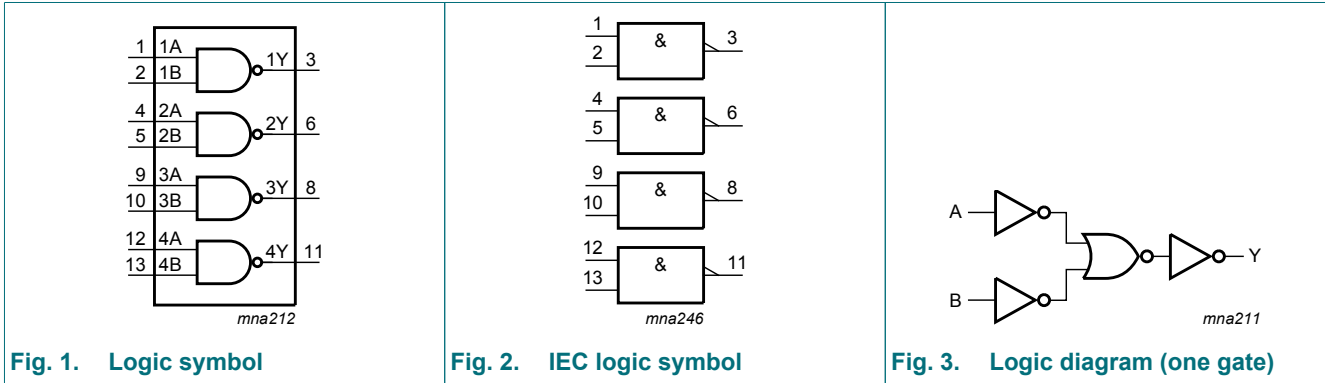 1 1A 1Y 3
2 1B
4 2A 2Y 6
5 2B
9 3A 3Y 8
10 3B
12 4A 4Y 11
13 4B
mna212
Fig. 1. Logic symbol
1 & 3
2
4 & 6
5
9 & 8
10
12 & 11
13
mna246
Fig. 2. IEC logic symbol
A
Y
B
mna211
Fig. 3. Logic diagram (one gate)